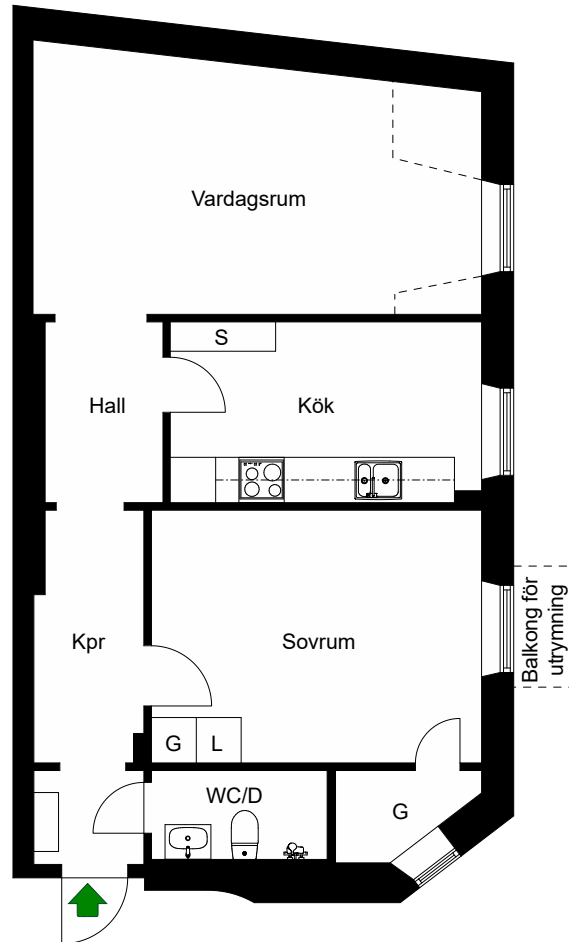 Vardagsrum
S
Hall
Kök
Balkong för
utrymning
Kpr
Sovrum
G
L
WC/D
G